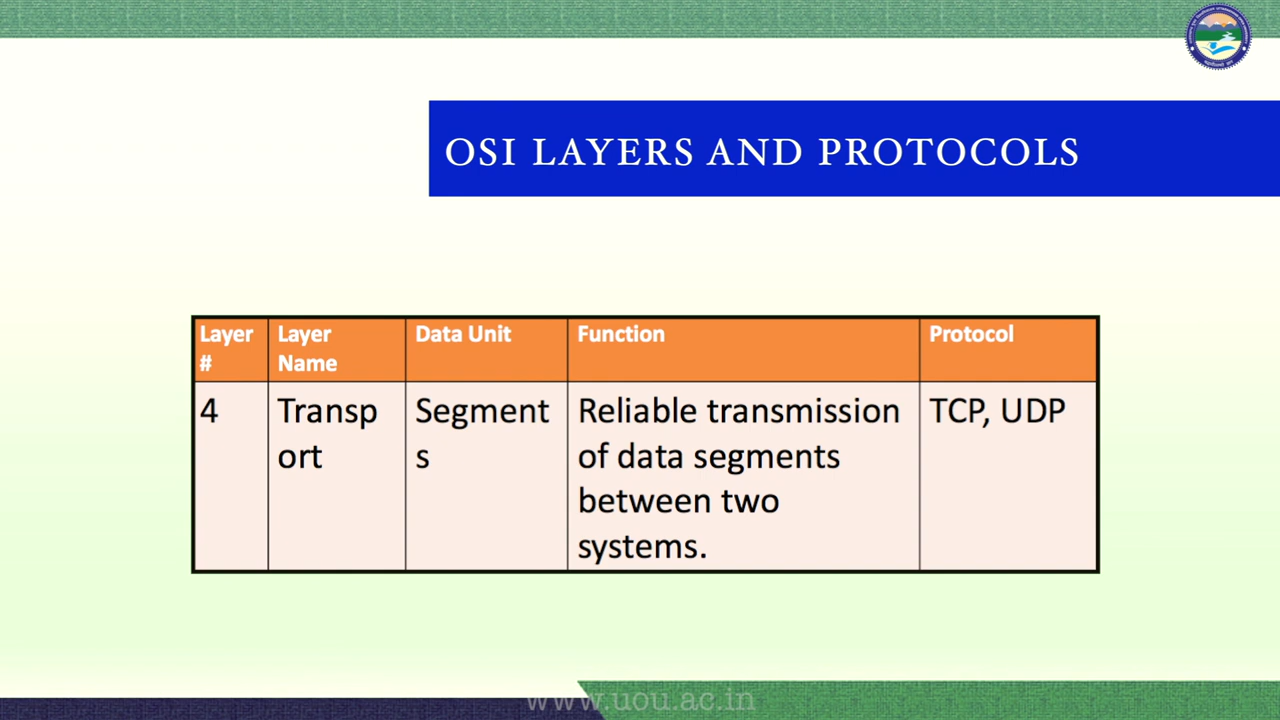 OSI LAYERS AND PROTOCOLS
Layer # Layer Name Data Unit Function Protocol
4 Transport Segments Reliable transmission of data segments between two systems. TCP, UDP
www.uou.ac.in